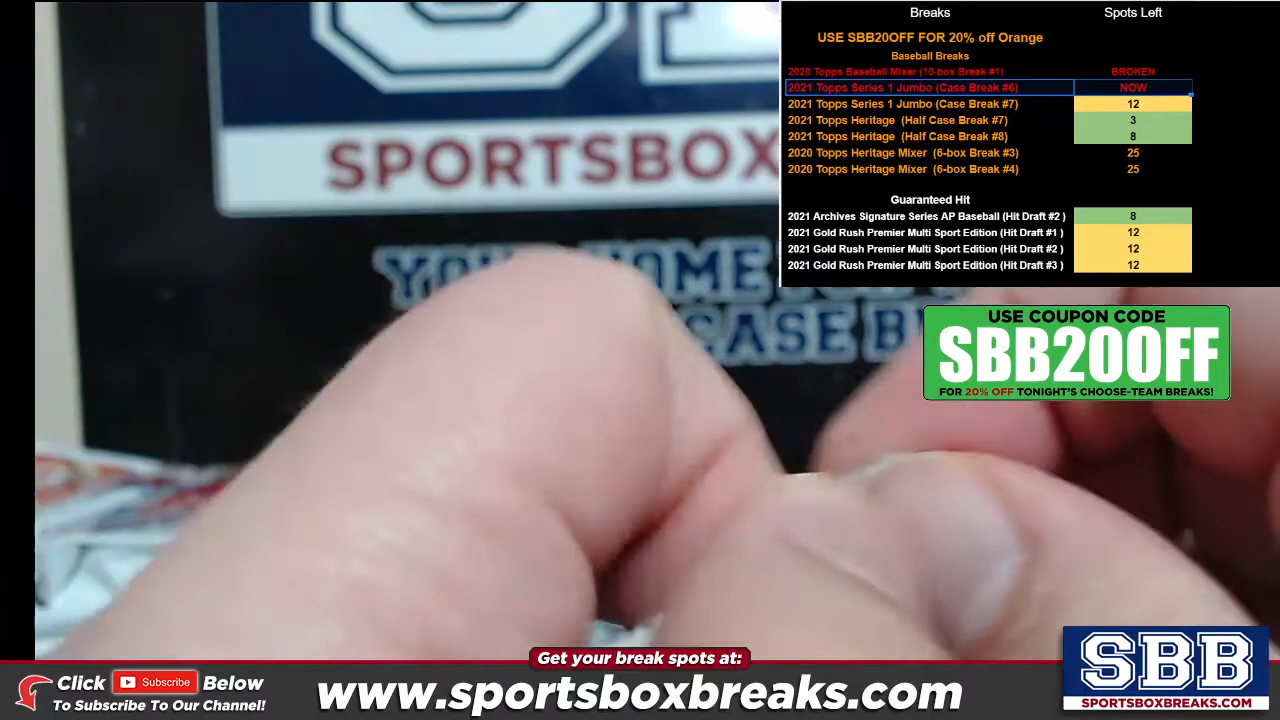 Breaks Spots Left
USE SBB20OFF FOR 20% off Orange
Baseball Breaks
2020 Topps Baseball Mixer (10-box Break #1) BROKEN
2021 Topps Series 1 Jumbo (Case Break #6) NOW
2021 Topps Series 1 Jumbo (Case Break #7) 12
2021 Topps Heritage (Half Case Break #7) 3
2021 Topps Heritage (Half Case Break #8) 8
2020 Topps Heritage Mixer (6-box Break #3) 25
2020 Topps Heritage Mixer (6-box Break #4) 25
Guaranteed Hit
2021 Archives Signature Series AP Baseball (Hit Draft #2 ) 8
2021 Gold Rush Premier Multi Sport Edition (Hit Draft #1 ) 12
2021 Gold Rush Premier Multi Sport Edition (Hit Draft #2 ) 12
2021 Gold Rush Premier Multi Sport Edition (Hit Draft #3 ) 12
SPORTSBOX
CASE
USE COUPON CODE
SBB20OFF
FOR 20% OFF TONIGHT'S CHOOSE-TEAM BREAKS!
Get your break spots at:
www.sportsboxbreaks.com
Click Subscribe Below
To Subscribe To Our Channel!
SBB
SPORTSBOXBREAKS.COM